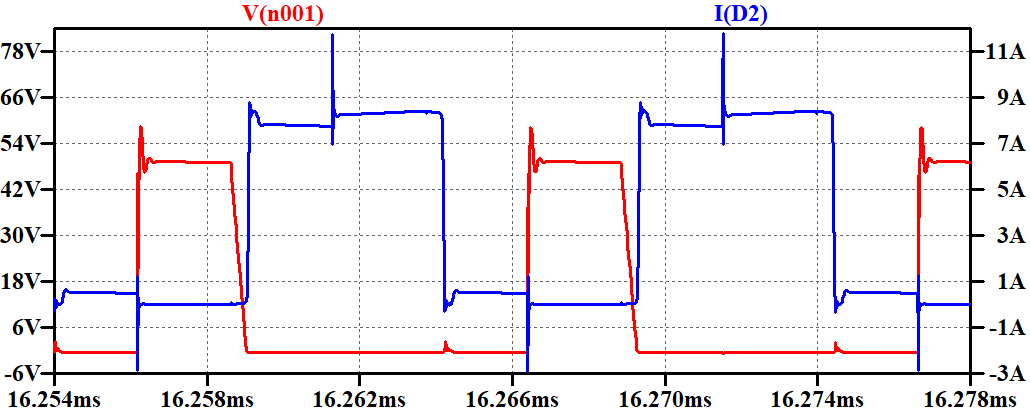 V(n001) I(D2)
78V 11A
66V 9A
54V 7A
42V 5A
30V 3A
18V 1A
6V -1A
-6V -3A
16.254ms 16.258ms 16.262ms 16.266ms 16.270ms 16.274ms 16.278ms